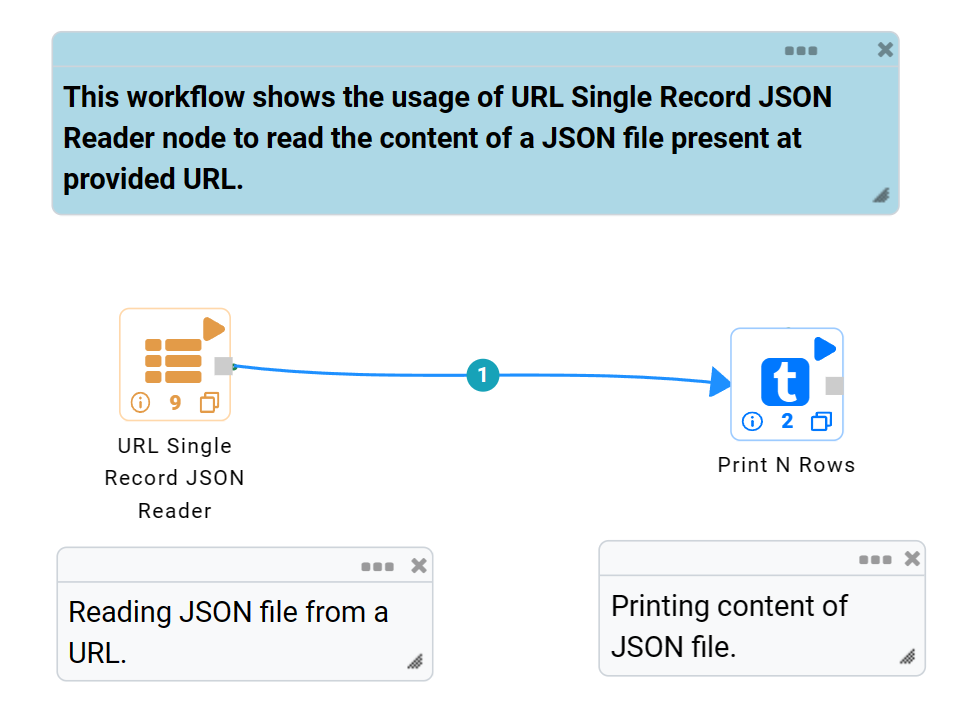 This workflow shows the usage of URL Single Record JSON
Reader node to read the content of a JSON file present at
provided URL.
1
t
9
2
URL Single
Record JSON
Reader
Print N Rows
Reading JSON file from a
URL.
Printing content of
JSON file.